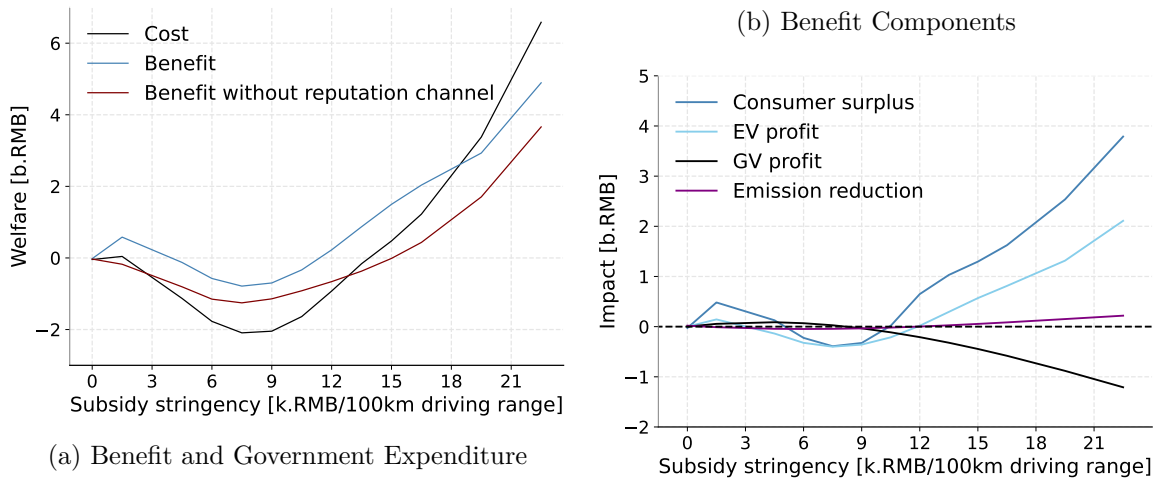 6
4
2
0
−2
Welfare [b.RMB]
Cost
Benefit
Benefit without reputation channel
0 3 6 9 12 15 18 21
Subsidy stringency [k.RMB/100km driving range]
(a) Benefit and Government Expenditure
(b) Benefit Components
5
4
3
2
1
0
−1
−2
Impact [b.RMB]
Consumer surplus
EV profit
GV profit
Emission reduction
0 3 6 9 12 15 18 21
Subsidy stringency [k.RMB/100km driving range]